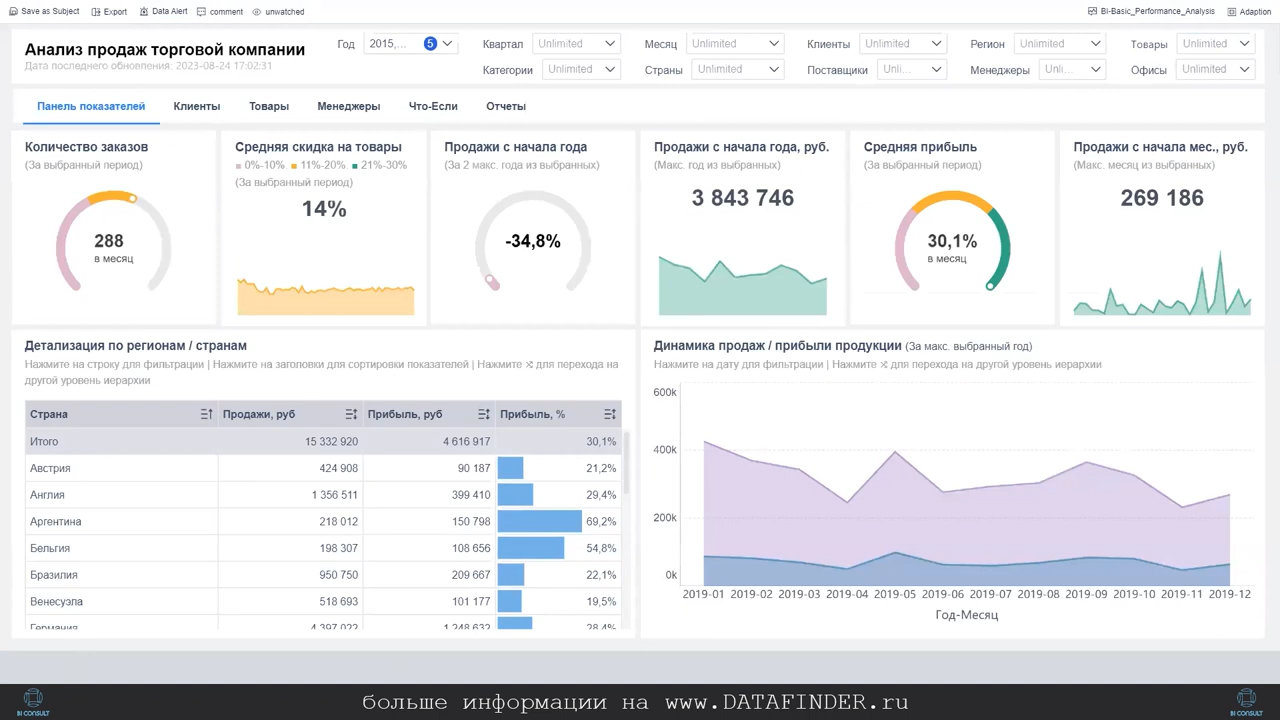 Save as Subject Export Data Alert comment unwatched BI-Basic_Performance_Analysis Adaption
Анализ продаж торговой компании
Дата последнего обновления: 2023-08-24 17:02:31
Год 2015,... 5 Квартал Unlimited Месяц Unlimited Клиенты Unlimited Регион Unlimited Товары Unlimited
Категории Unlimited Страны Unlimited Поставщики Unli... Менеджеры Unli... Офисы Unlimited
Панель показателей Клиенты Товары Менеджеры Что-Если Отчеты
Количество заказов
(За выбранный период)
288
в месяц
Средняя скидка на товары
0%-10% 11%-20% 21%-30%
(За выбранный период)
14%
Продажи с начала года
(За 2 макс. года из выбранных)
-34,8%
Продажи с начала года, руб.
(Макс. год из выбранных)
3 843 746
Средняя прибыль
(За выбранный период)
30,1%
в месяц
Продажи с начала мес., руб.
(Макс. месяц из выбранных)
269 186
Детализация по регионам / странам
Нажмите на строку для фильтрации | Нажмите на заголовки для сортировки показателей | Нажмите ⤨ для перехода на
другой уровень иерархии
Страна Продажи, руб Прибыль, руб Прибыль, %
Итого 15 332 920 4 616 917 30,1%
Австрия 424 908 90 187 21,2%
Англия 1 356 511 399 410 29,4%
Аргентина 218 012 150 798 69,2%
Бельгия 198 307 108 656 54,8%
Бразилия 950 750 209 667 22,1%
Венесуэла 518 693 101 177 19,5%
Германия 4 397 022 1 248 632 28,4%
Динамика продаж / прибыли продукции (За макс. выбранный год)
Нажмите на дату для фильтрации | Нажмите ⤨ для перехода на другой уровень иерархии
600k
400k
200k
0k
2019-01 2019-02 2019-03 2019-04 2019-05 2019-06 2019-07 2019-08 2019-09 2019-10 2019-11 2019-12
Год-Месяц
BI CONSULT больше информации на www.DATAFINDER.ru BI CONSULT